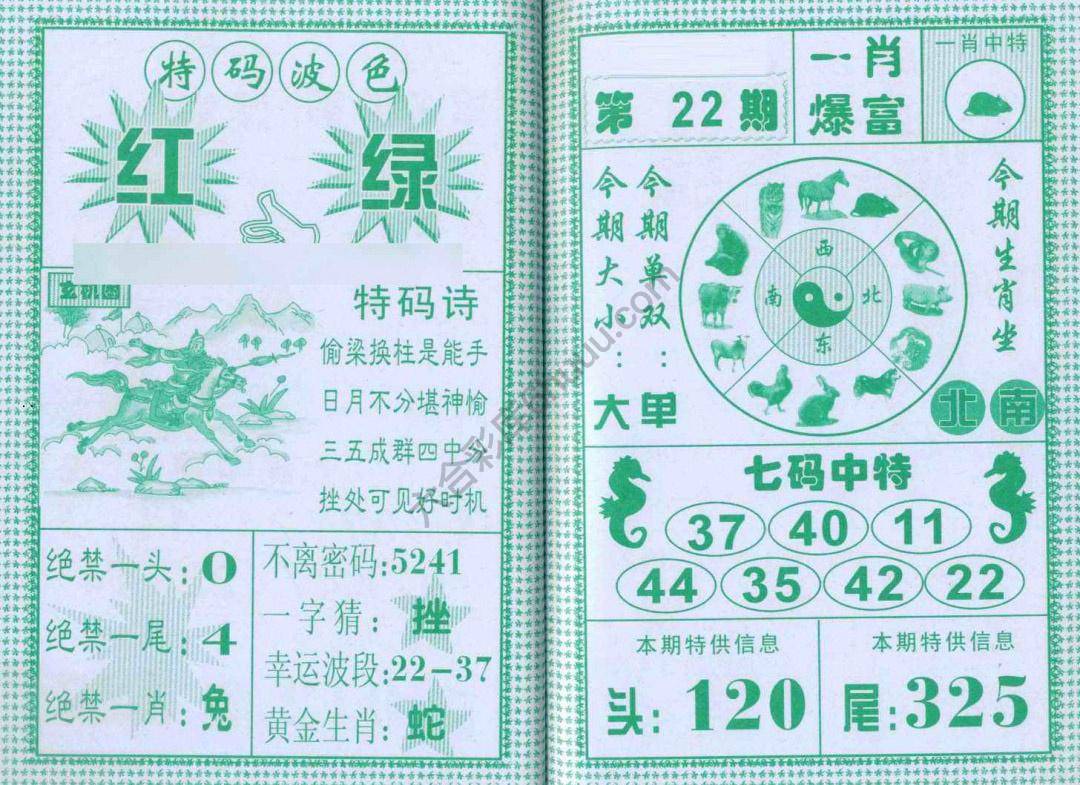 特码波色
红 绿
玄机图
特码诗
偷梁换柱是能手
日月不分堪神愉
三五成群四中分
挫处可见好时机
绝禁一头:0
绝禁一尾:4
绝禁一肖:兔
不离密码:5241
一字猜:挫
幸运波段:22-37
黄金生肖:蛇
第 22 期
一肖
爆富
一肖中特
今期大小:大
今期单双:单
西
南 北
东
今期生肖坐
北 南
七码中特
37 40 11
44 35 42 22
本期特供信息
头:120
本期特供信息
尾:325